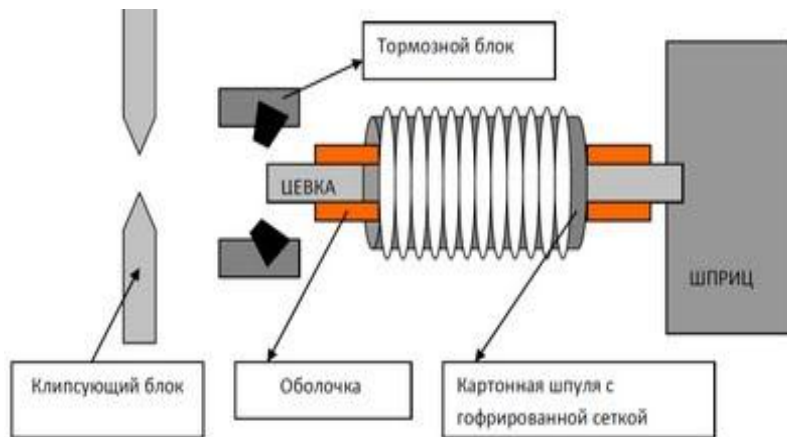 Тормозной блок
ЦЕВКА
ШПРИЦ
Клипсующий блок
Оболочка
Картонная шпуля с
гофрированной сеткой